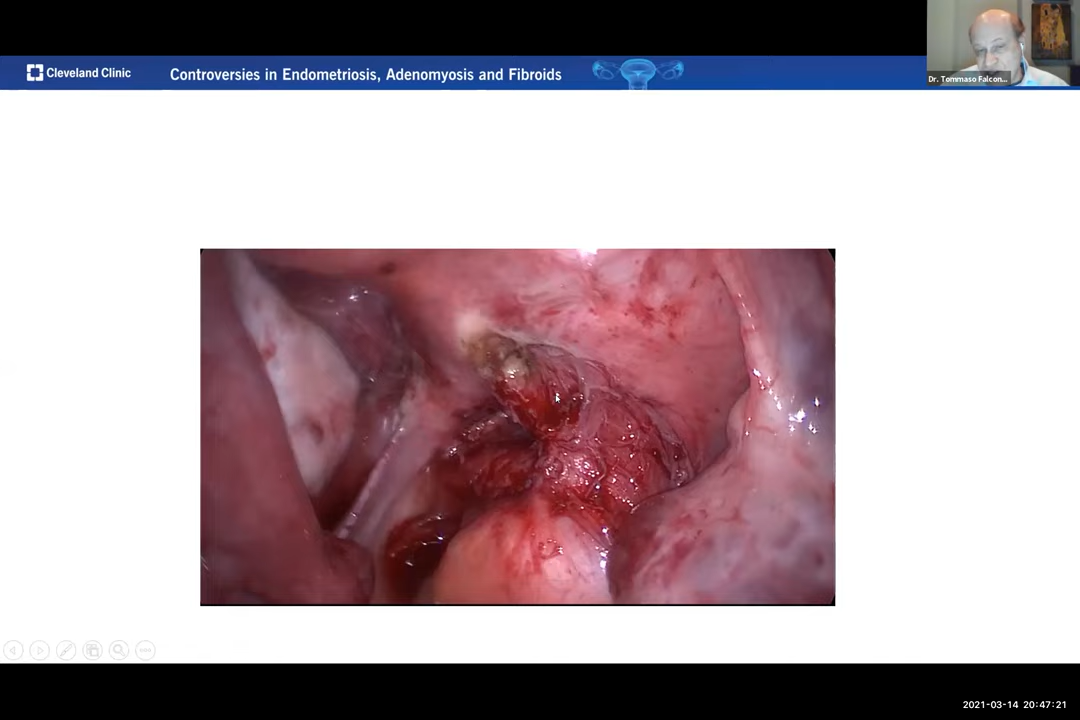 Cleveland Clinic
Controversies in Endometriosis, Adenomyosis and Fibroids
Dr. Tommaso Falcon...
2021-03-14 20:47:21